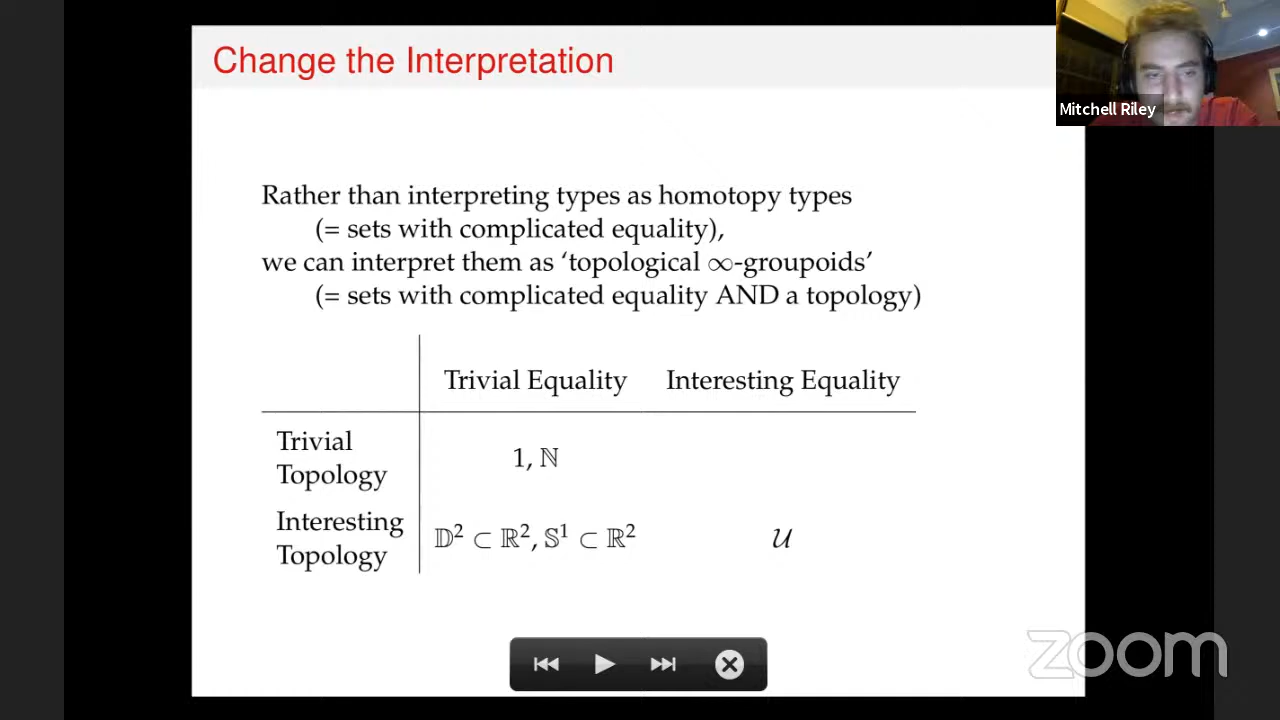 Change the Interpretation
Mitchell Riley
Rather than interpreting types as homotopy types
(= sets with complicated equality),
we can interpret them as ‘topological ∞-groupoids’
(= sets with complicated equality AND a topology)
Trivial Equality Interesting Equality
Trivial
Topology
1, ℕ
Interesting
Topology
𝔻² ⊂ ℝ², 𝕊¹ ⊂ ℝ² 𝒰
zoom